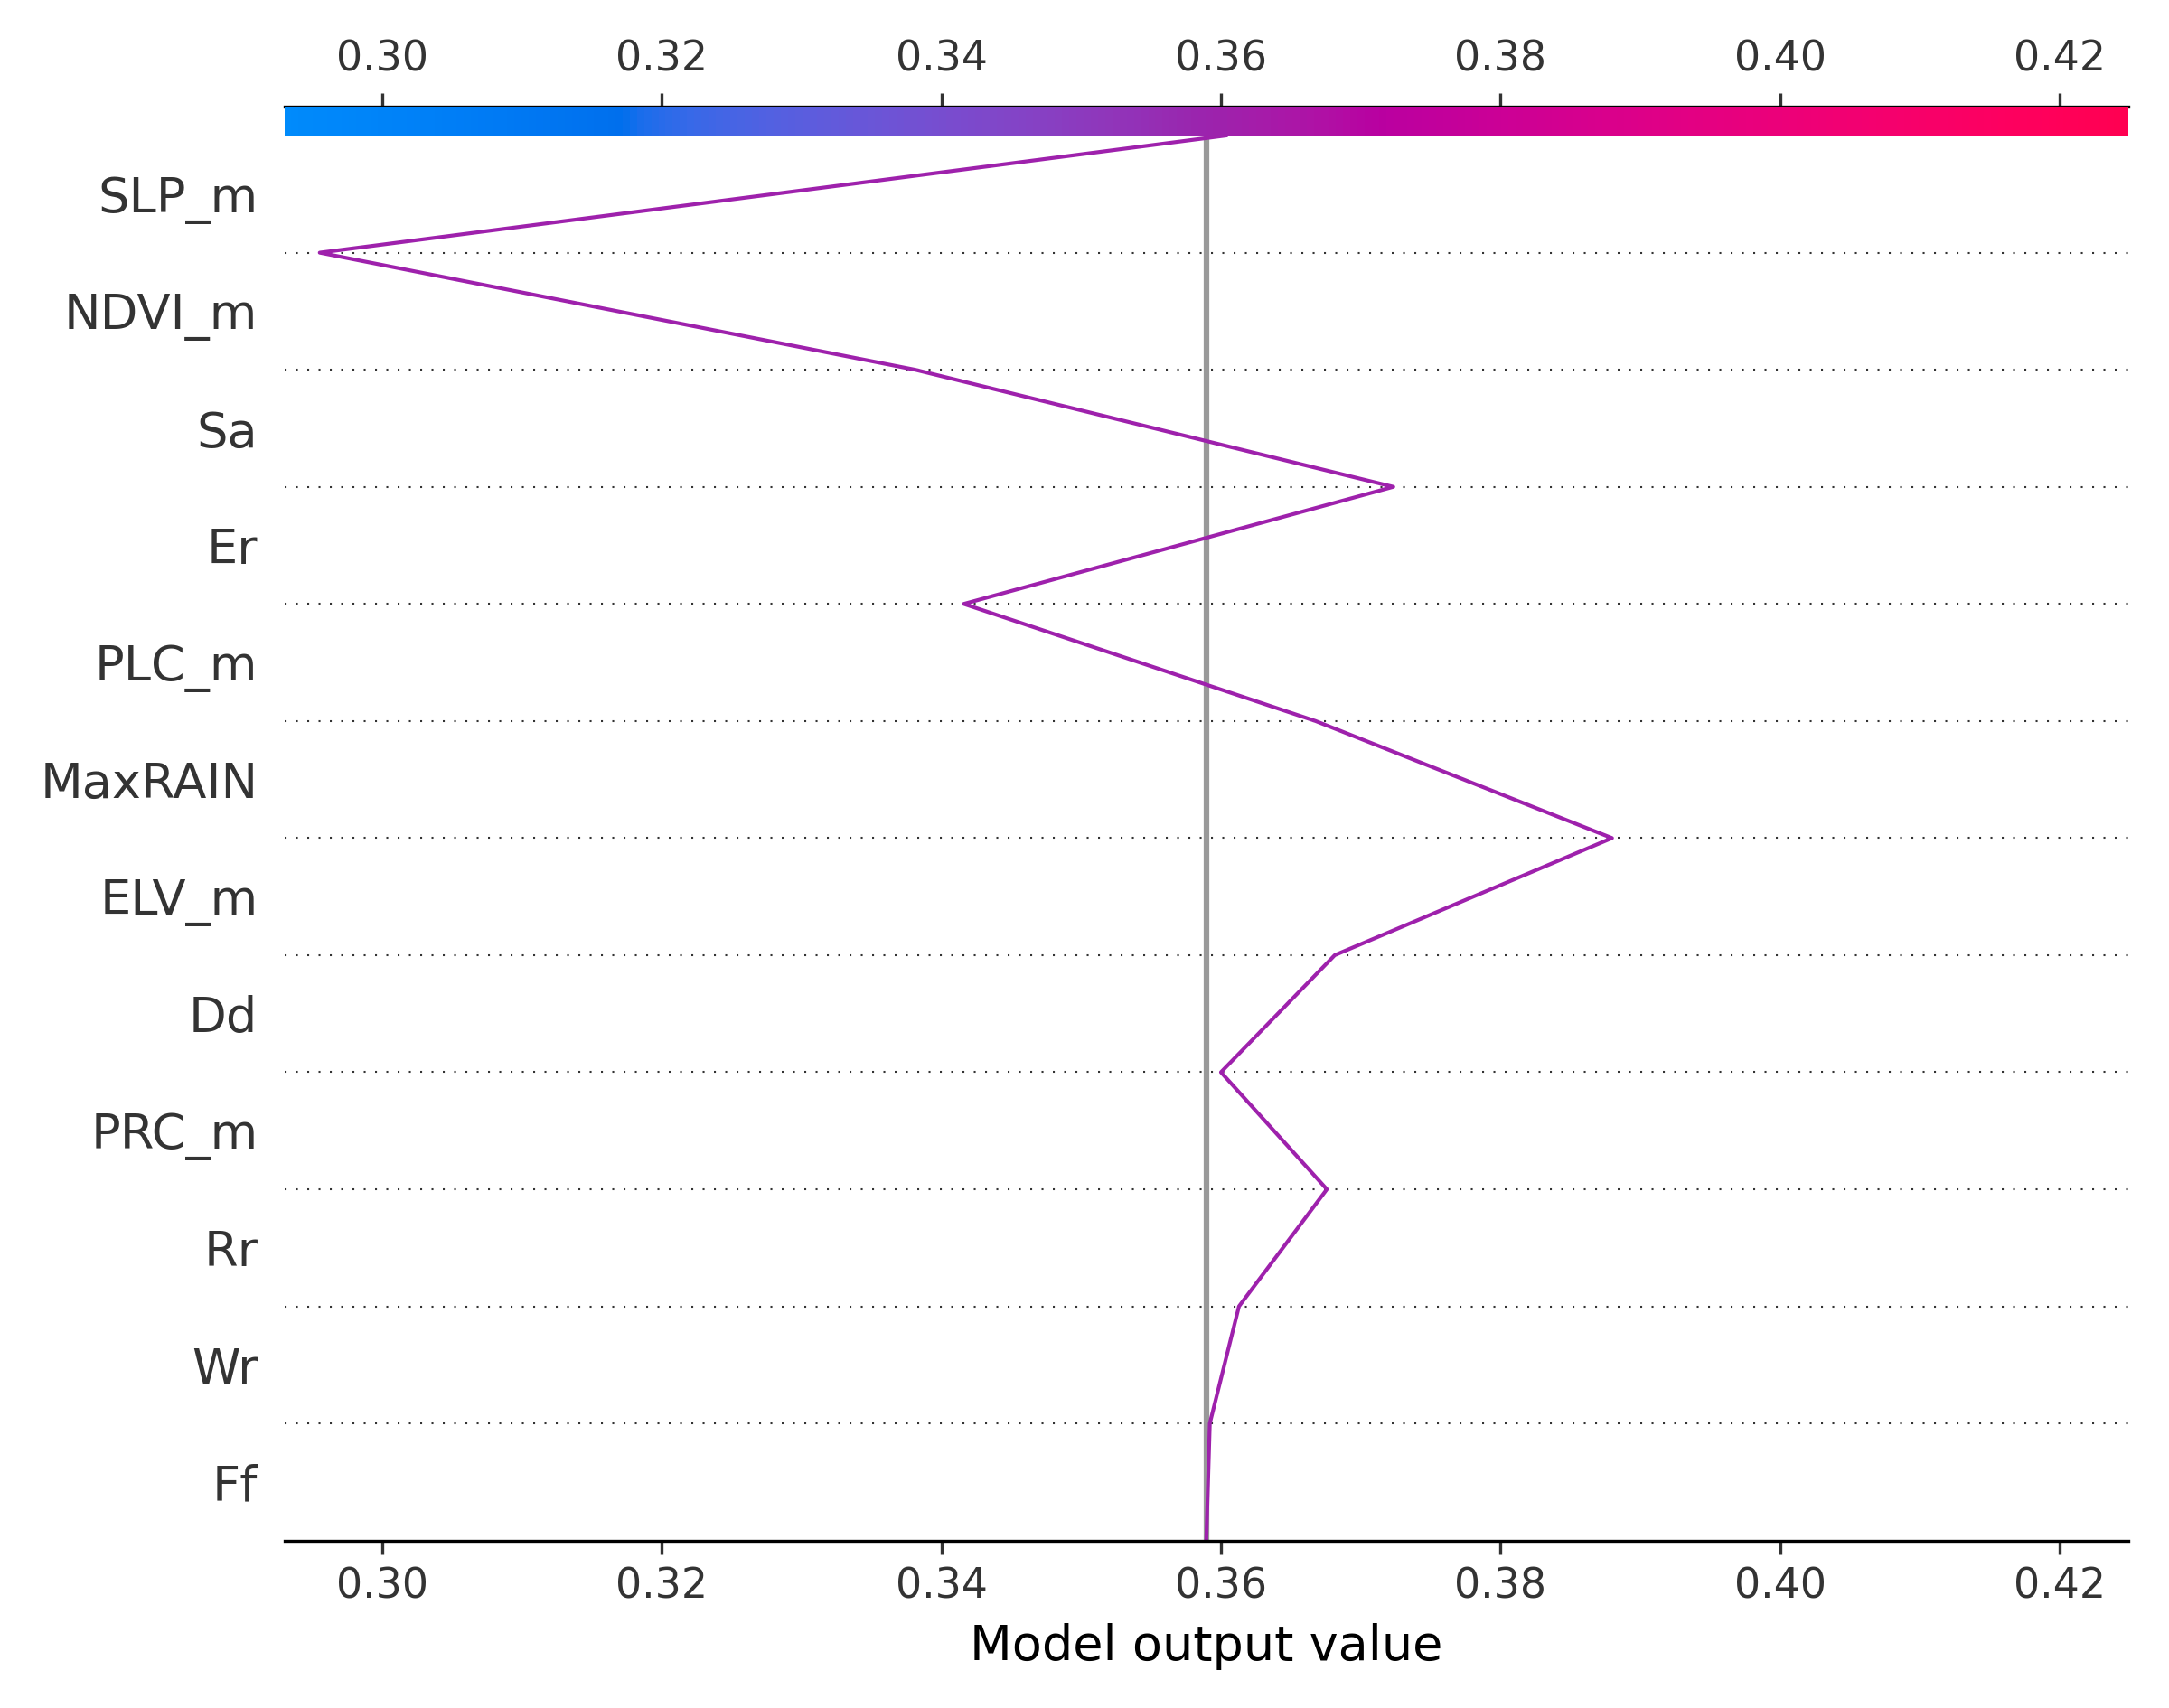 0.30 0.32 0.34 0.36 0.38 0.40 0.42
SLP_m
NDVI_m
Sa
Er
PLC_m
MaxRAIN
ELV_m
Dd
PRC_m
Rr
Wr
Ff
0.30 0.32 0.34 0.36 0.38 0.40 0.42
Model output value